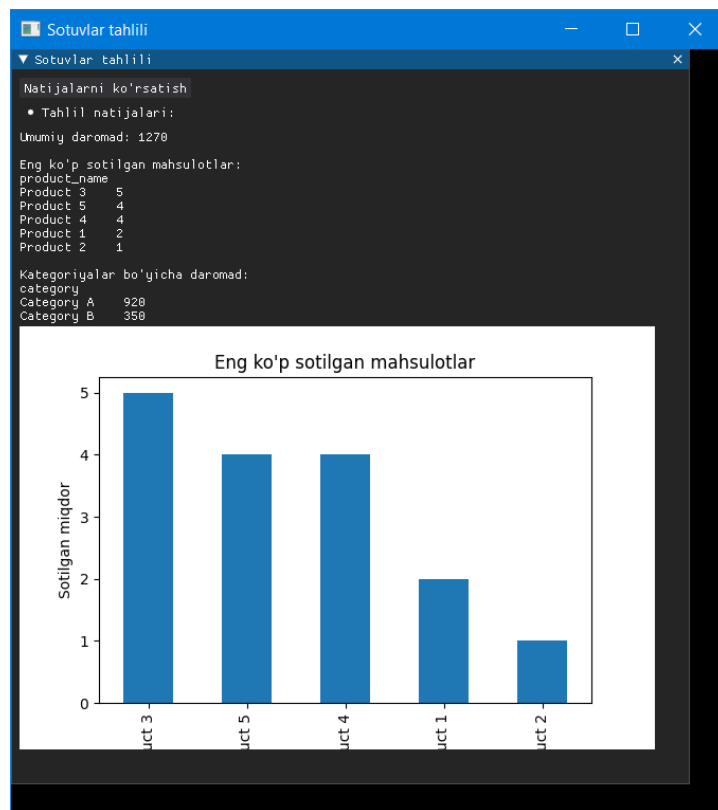 Sotuvlar tahlili
Sotuvlar tahlili
Natijalarni ko'rsatish
Tahlil natijalari:
Umumiy daromad: 1270
Eng ko'p sotilgan mahsulotlar:
product_name
Product 3 5
Product 5 4
Product 4 4
Product 1 2
Product 2 1
Kategoriyalar bo'yicha daromad:
category
Category A 920
Category B 350
Eng ko'p sotilgan mahsulotlar
Sotilgan miqdor
5
4
3
2
1
0
uct 3
uct 5
uct 4
uct 1
uct 2